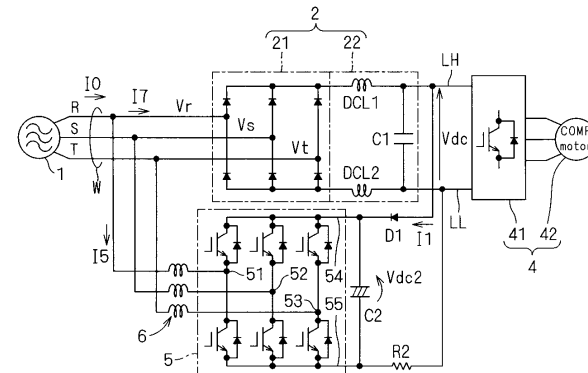 2
21
22
LH
I0
I7
Vr
DCL1
R
S
T
Vs
Vt
C1
Vdc
COMP
motor
1
W
DCL2
LL
D1
I1
41
42
4
I5
51
52
53
54
55
Vdc2
C2
6
5
R2